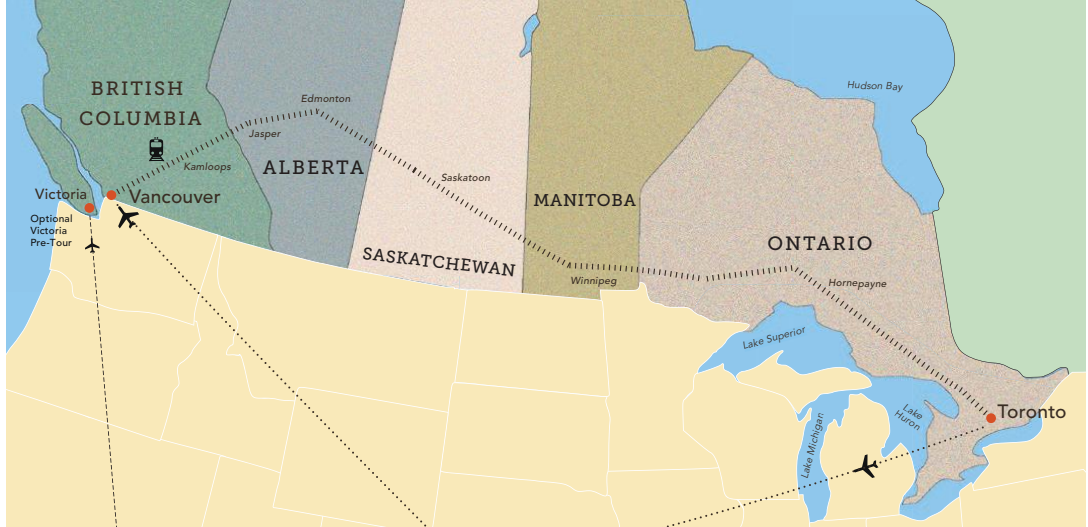 BRITISH
COLUMBIA
Hudson Bay
Edmonton
Jasper
Kamloops
ALBERTA
Saskatoon
Victoria
Vancouver
MANITOBA
Optional
Victoria
Pre-Tour
SASKATCHEWAN
ONTARIO
Winnipeg
Hornepayne
Lake Superior
Lake
Huron
Toronto
Lake Michigan